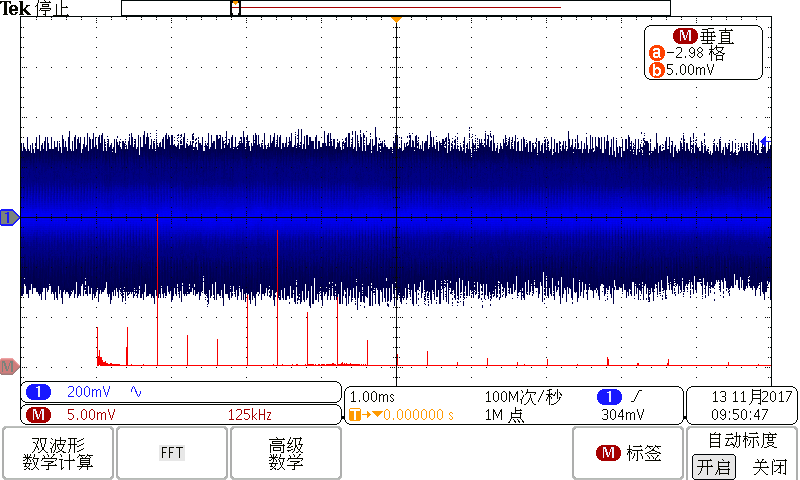 Tek 停止
M 垂直
a -2.98 格
b 5.00mV
1
M
1 200mV
M 5.00mV 125kHz
1.00ms 100M次/秒 1
T 0.000000 s 1M 点 304mV
13 11月2017
09:50:47
双波形
数学计算
FFT
高级
数学
M 标签
自动标度
开启 关闭